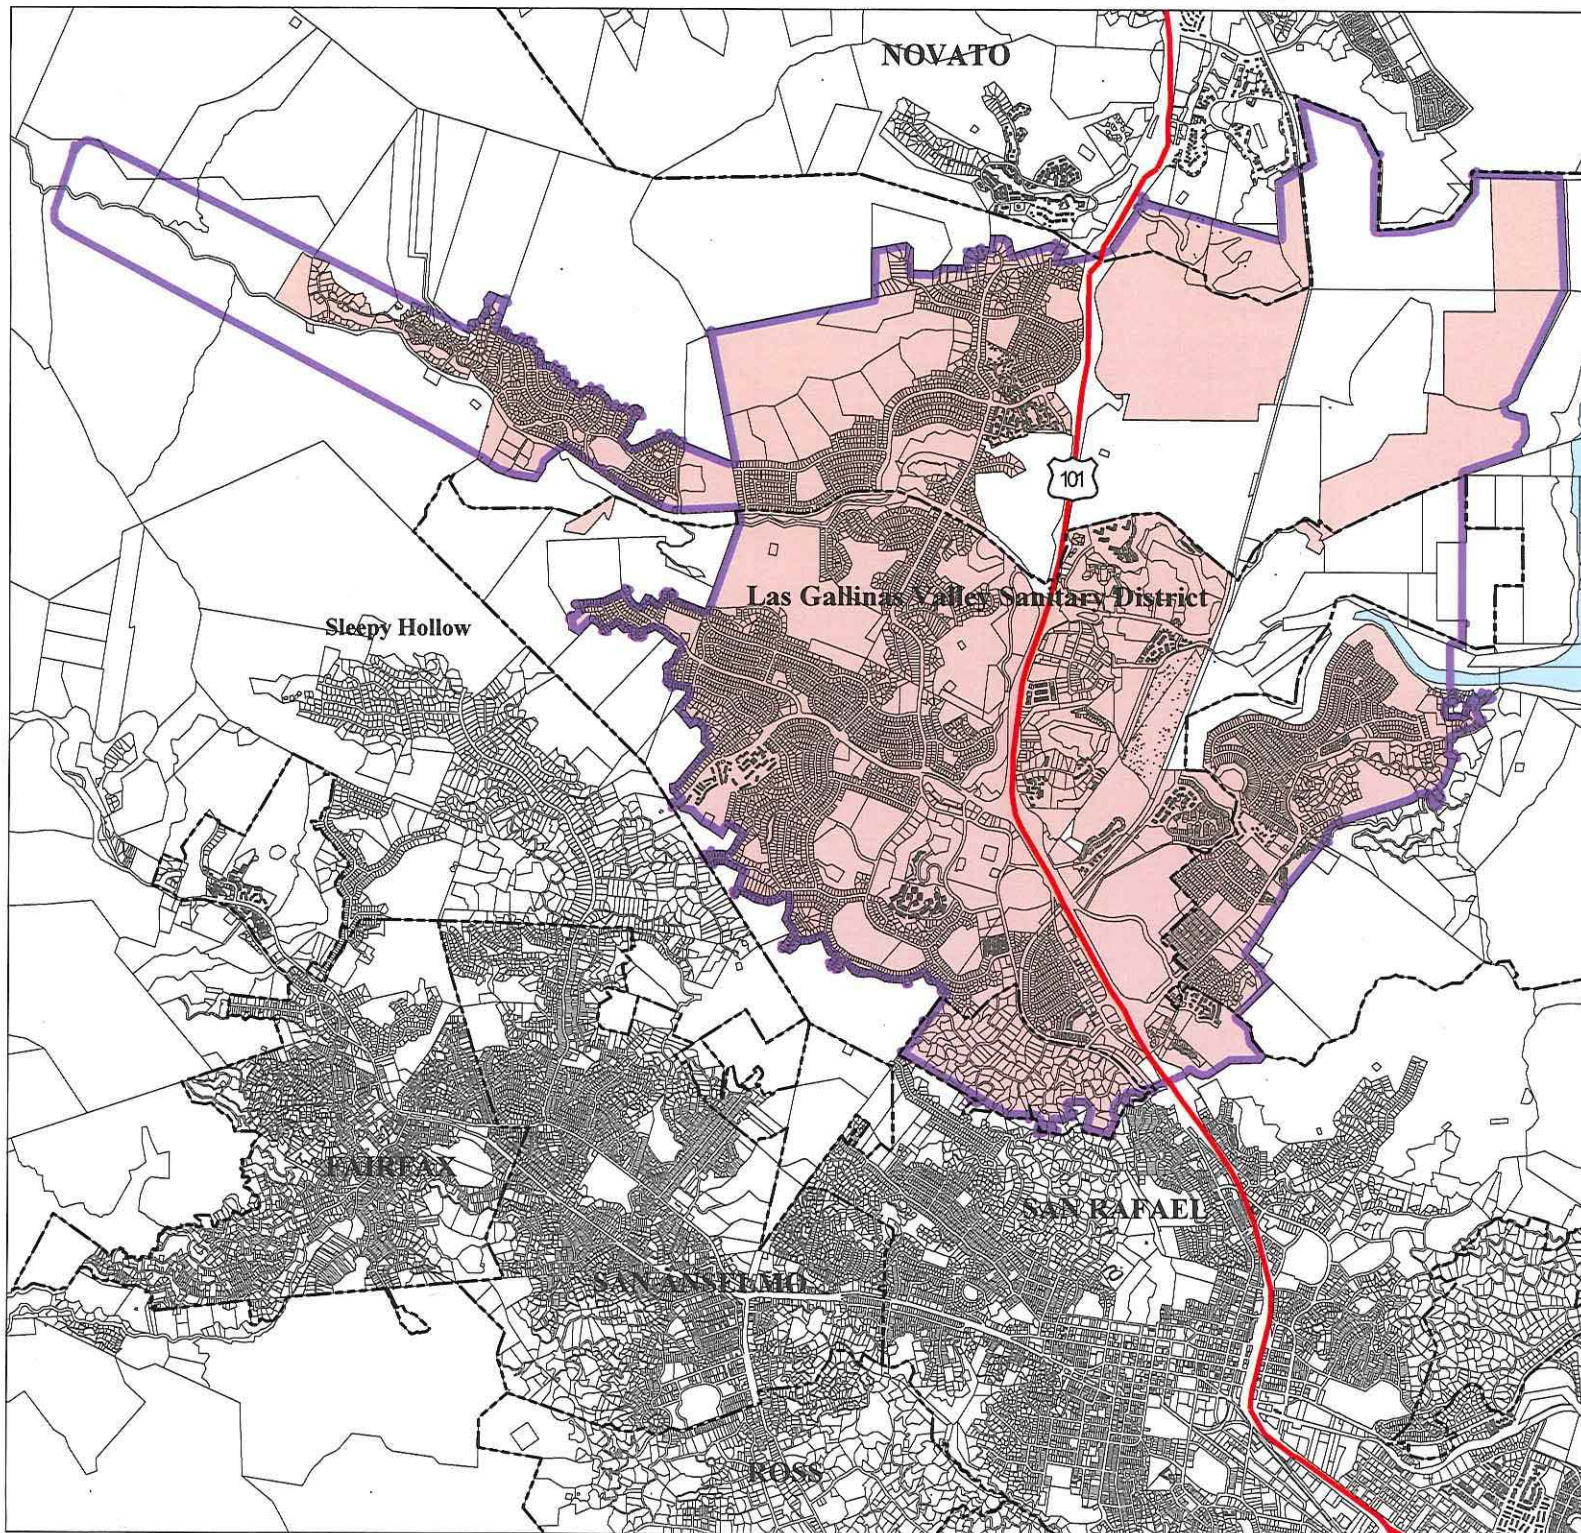 NOVATO
101
Las Gallinas Valley Sanitary District
Sleepy Hollow
FAIRFAX
SAN RAFAEL
SAN ANSELMO
ROSS